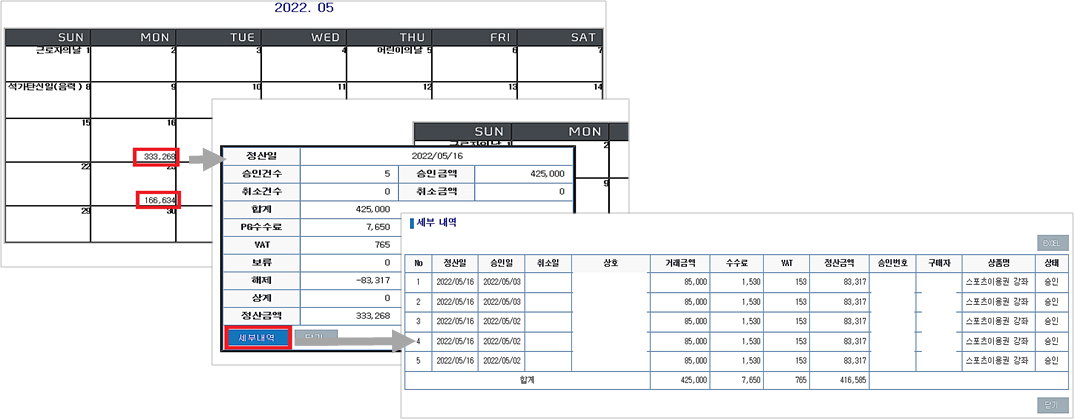 2022. 05
SUN MON TUE WED THU FRI SAT
근로자의날 1 2 3 4 어린이의날 5 6 7
석가탄신일(음력) 8 9 10 11 12 13 14
15 16
333,268
22 23
166,634
29 30
SUN MON
근로자의날 1 2
9
정산일 2022/05/16
승인건수 5 승인금액 425,000
취소건수 0 취소금액 0
합계 425,000
PG수수료 7,650
VAT 765
보류 0
해제 -83,317
상계 0
정산금액 333,268
세부내역 닫기
세부 내역
EXCEL
No 정산일 승인일 취소일 상호 거래금액 수수료 VAT 정산금액 승인번호 구매자 상품명 상태
1 2022/05/16 2022/05/03 85,000 1,530 153 83,317 스포츠이용권 강좌 승인
2 2022/05/16 2022/05/03 85,000 1,530 153 83,317 스포츠이용권 강좌 승인
3 2022/05/16 2022/05/02 85,000 1,530 153 83,317 스포츠이용권 강좌 승인
4 2022/05/16 2022/05/02 85,000 1,530 153 83,317 스포츠이용권 강좌 승인
5 2022/05/16 2022/05/02 85,000 1,530 153 83,317 스포츠이용권 강좌 승인
합계 425,000 7,650 765 416,585
닫기